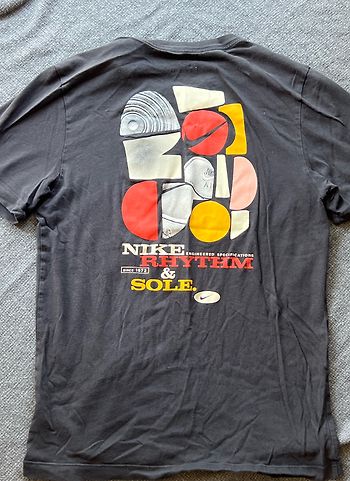 NIKE
ENGINEERED SPECIFICATIONS
RHYTHM
SINCE 1972
&
SOLE.